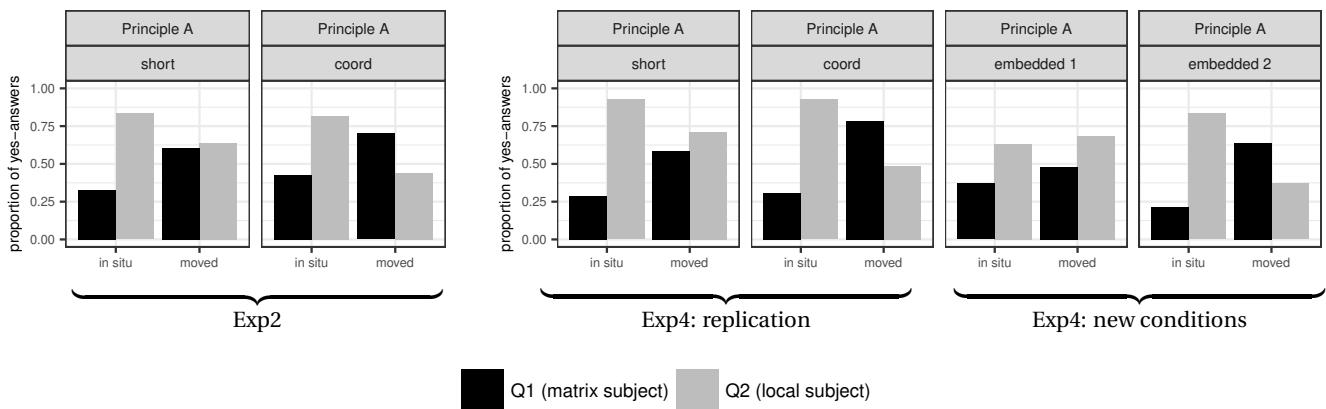 Principle A Principle A Principle A Principle A Principle A Principle A
short coord short coord embedded 1 embedded 2
proportion of yes−answers
1.00
0.75
0.50
0.25
0.00
proportion of yes−answers
1.00
0.75
0.50
0.25
0.00
in situ moved in situ moved in situ moved in situ moved in situ moved in situ moved
Exp2 Exp4: replication Exp4: new conditions
Q1 (matrix subject) Q2 (local subject)